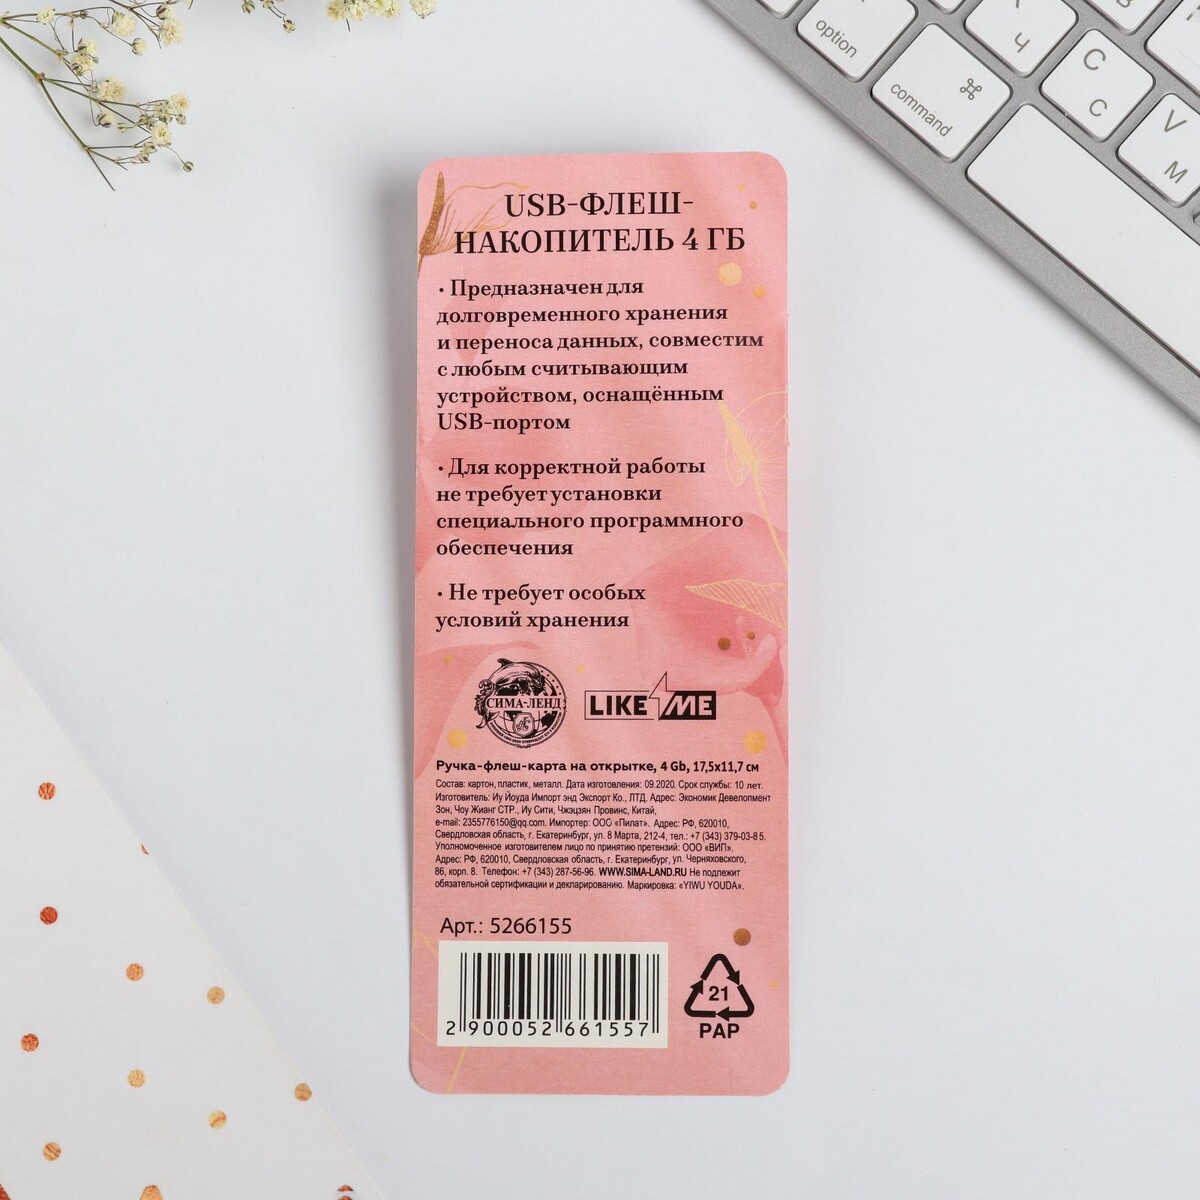 option
command
⌘
Ч
C
С
V
М
В
USB-ФЛЕШ-
НАКОПИТЕЛЬ 4 ГБ
· Предназначен для
долговременного хранения
и переноса данных, совместим
с любым считывающим
устройством, оснащённым
USB-портом
· Для корректной работы
не требует установки
специального программного
обеспечения
· Не требует особых
условий хранения
СИМА-ЛЕНД
LIKE ME
Ручка-флеш-карта на открытке, 4 Gb, 17,5х11,7 см
Состав: картон, пластик, металл. Дата изготовления: 09.2020. Срок службы: 10 лет.
Изготовитель: Иу Йоуда Импорт энд Экспорт Ко., ЛТД. Адрес: Экономик Девелопмент
Зон, Чоу Жианг СТР., Иу Сити, Чжэцзян Провинс, Китай,
e-mail: 2355776150@qq.com. Импортер: ООО «Пилат». Адрес: РФ, 620010,
Свердловская область, г. Екатеринбург, ул. 8 Марта, 212-4, тел.: +7 (343) 379-03-85.
Уполномоченное изготовителем лицо по принятию претензий: ООО «ВИП».
Адрес: РФ, 620010, Свердловская область, г. Екатеринбург, ул. Черняховского,
86, корп. 8. Телефон: +7 (343) 287-56-96. WWW.SIMA-LAND.RU Не подлежит
обязательной сертификации и декларированию. Маркировка: «YIWU YOUDA».
Арт.: 5266155
2 900052 661557
21
PAP